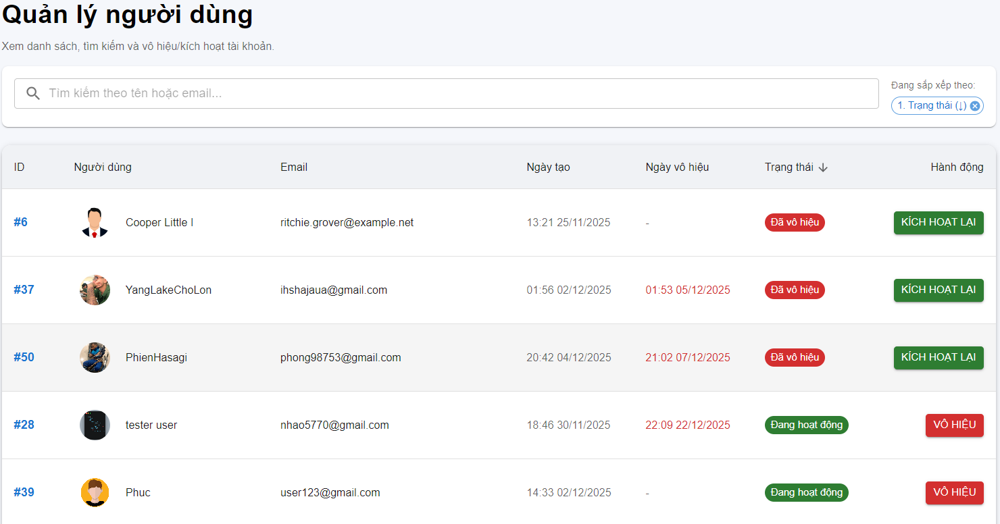 Quản lý người dùng
Xem danh sách, tìm kiếm và vô hiệu/kích hoạt tài khoản.
Tìm kiếm theo tên hoặc email...
Đang sắp xếp theo:
1. Trạng thái (↓)
ID Người dùng Email Ngày tạo Ngày vô hiệu Trạng thái Hành động
#6 Cooper Little I ritchie.grover@example.net 13:21 25/11/2025 - Đã vô hiệu KÍCH HOẠT LẠI
#37 YangLakeChoLon ihshajaua@gmail.com 01:56 02/12/2025 01:53 05/12/2025 Đã vô hiệu KÍCH HOẠT LẠI
#50 PhienHasagi phong98753@gmail.com 20:42 04/12/2025 21:02 07/12/2025 Đã vô hiệu KÍCH HOẠT LẠI
#28 tester user nhao5770@gmail.com 18:46 30/11/2025 22:09 22/12/2025 Đang hoạt động VÔ HIỆU
#39 Phuc user123@gmail.com 14:33 02/12/2025 - Đang hoạt động VÔ HIỆU